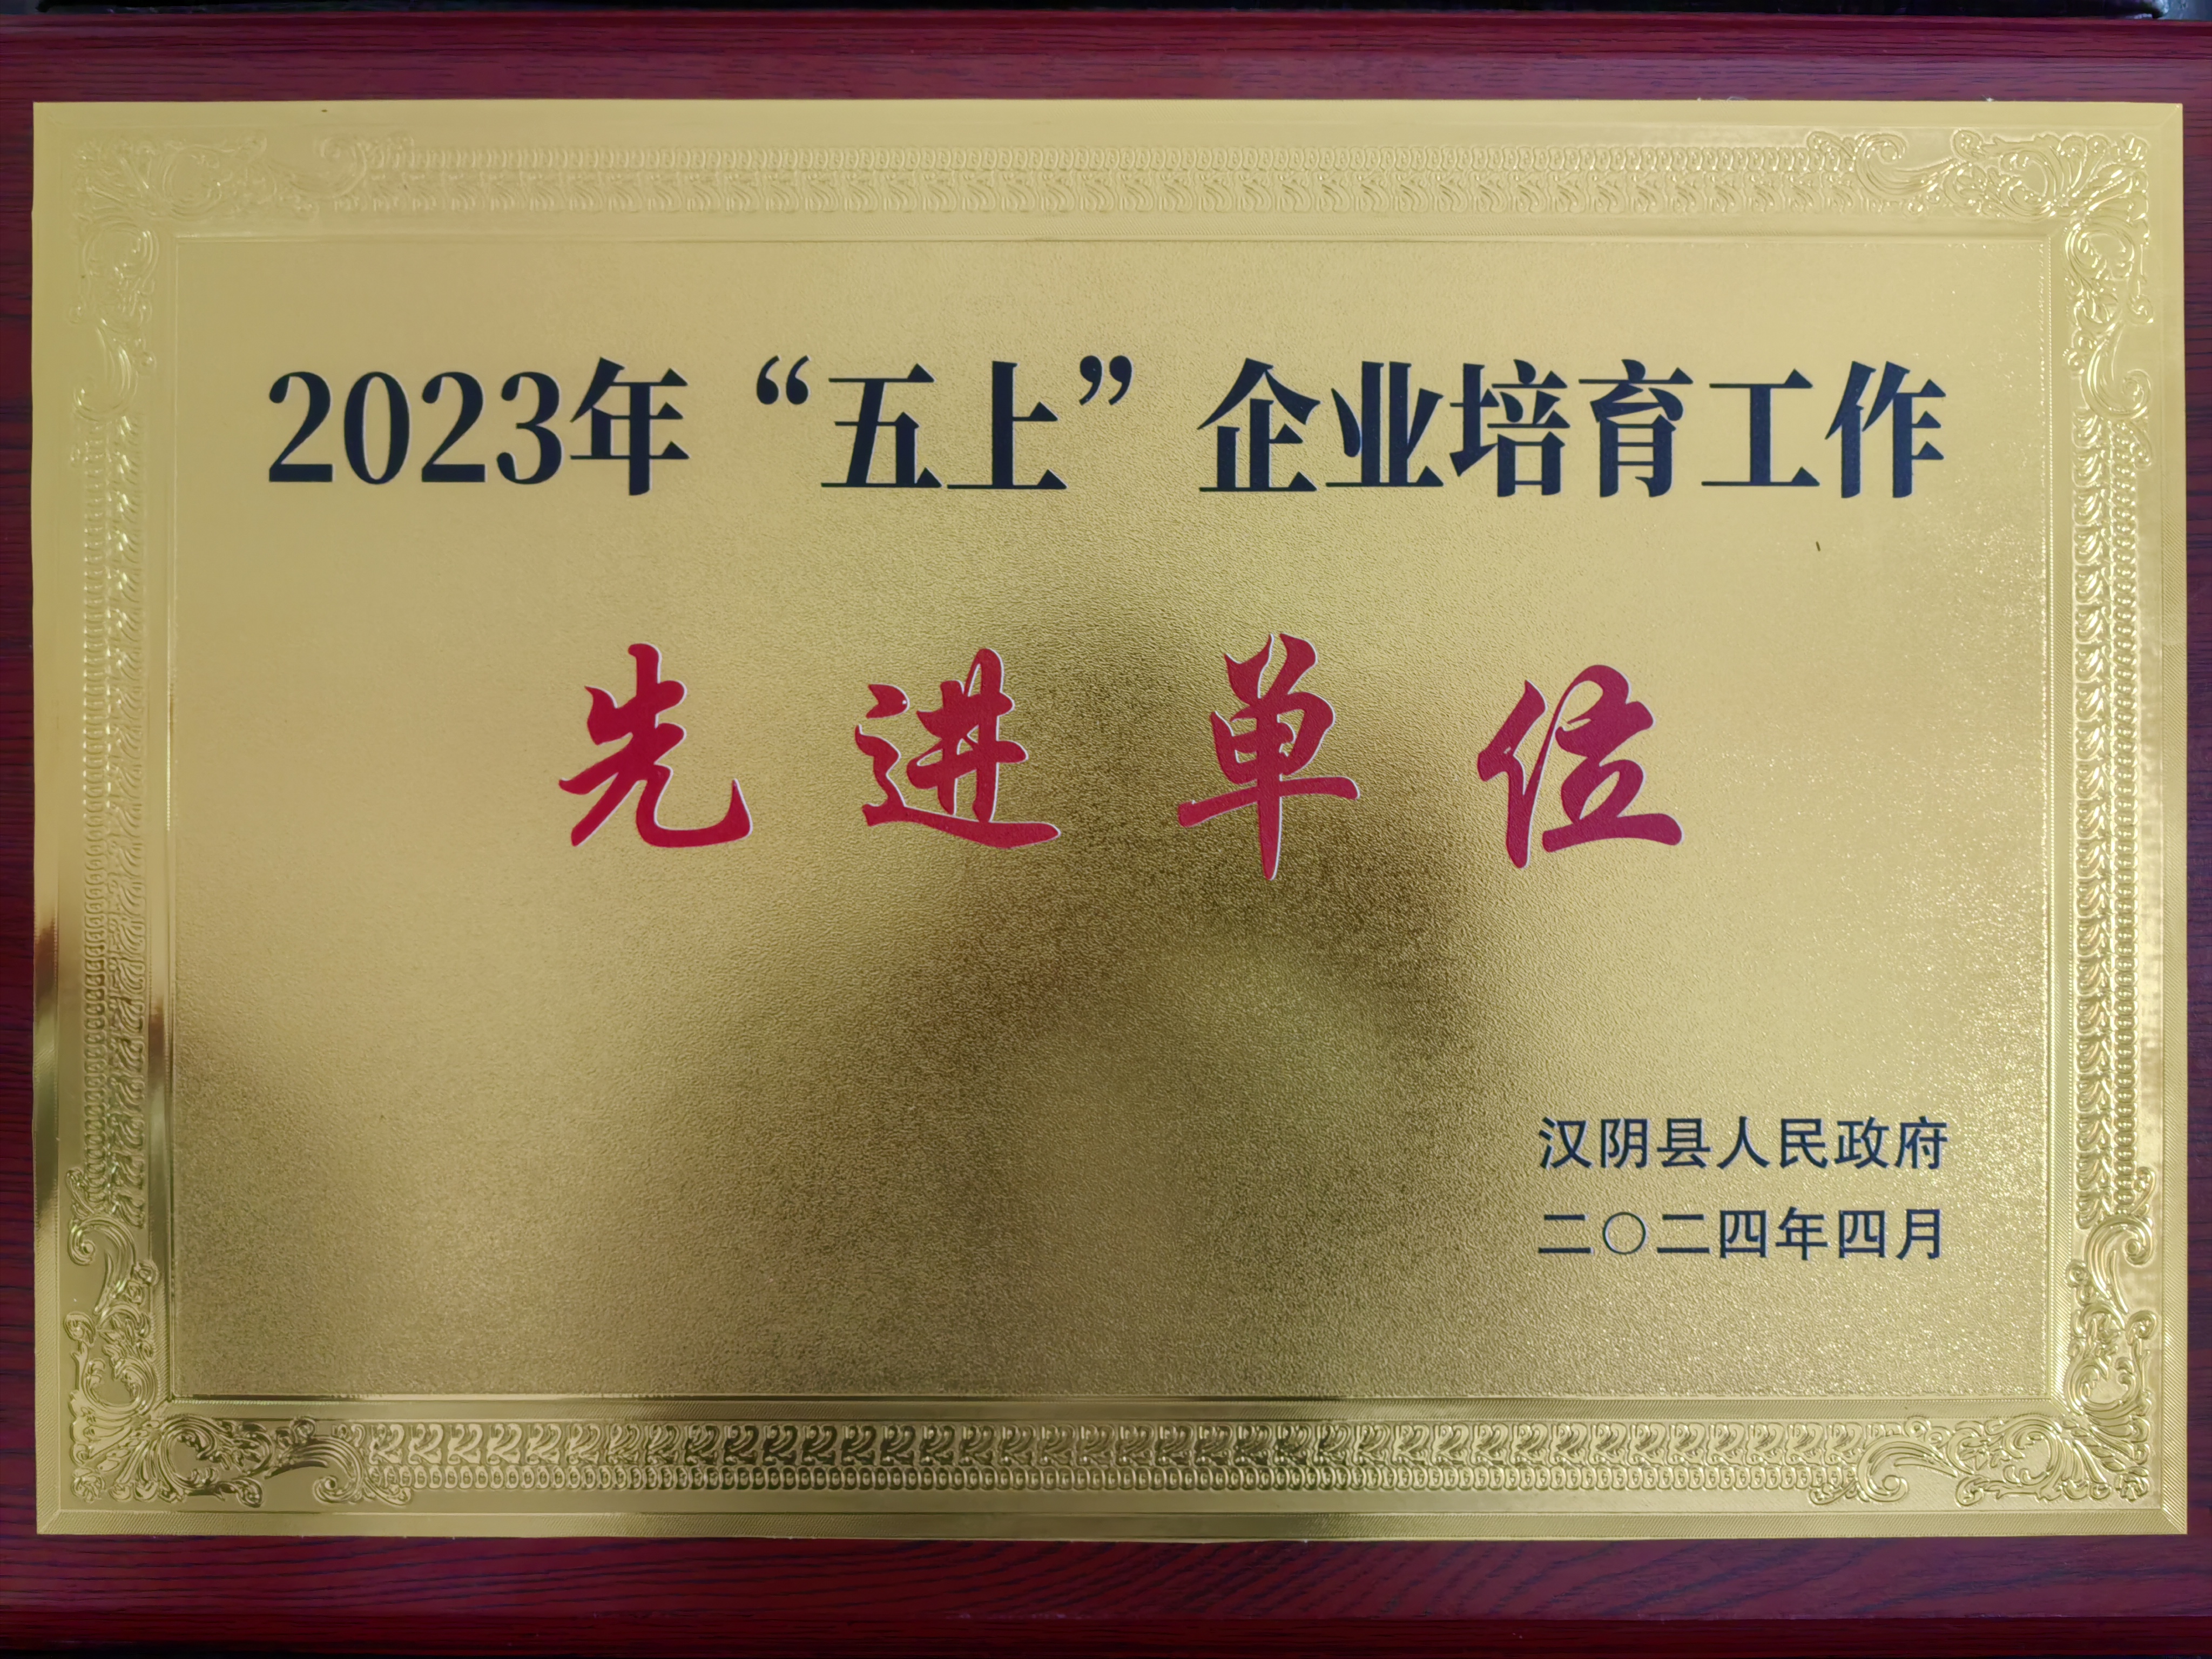 2023年“五上”企业培育工作
先进单位
汉阴县人民政府
二〇二四年四月